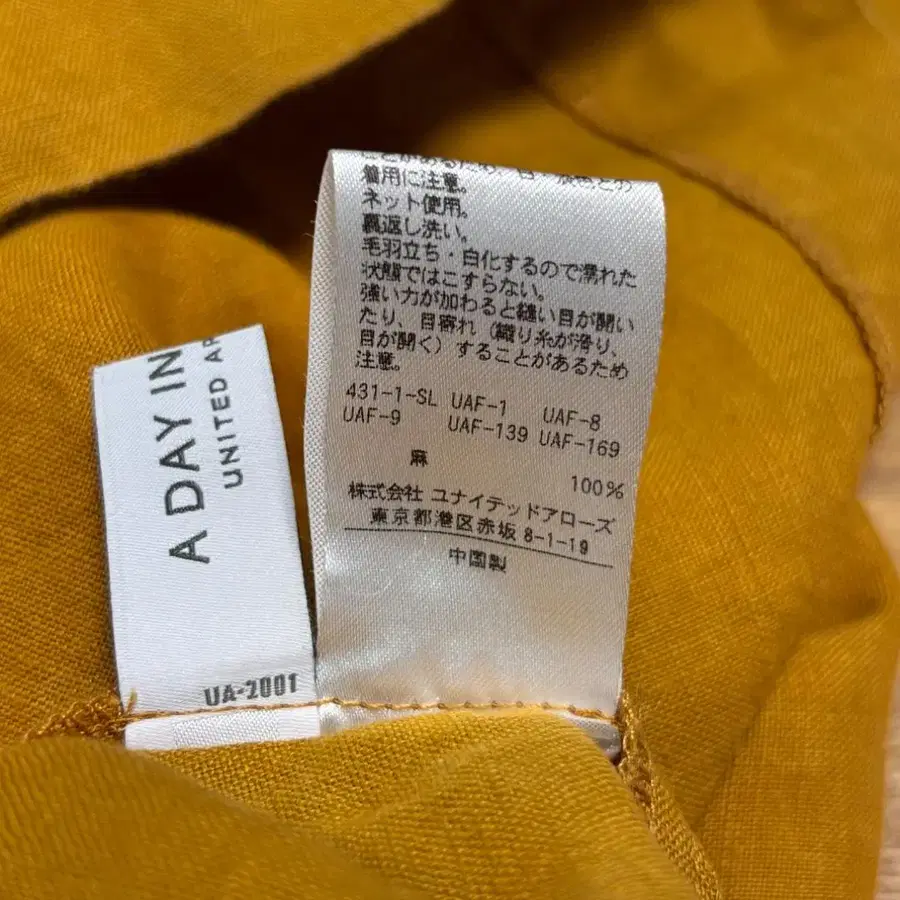 A DAY IN
UNITED AR
UA-2001
着用に注意。
ネット使用。
裏返し洗い。
毛羽立ち・白化するので濡れた
状態ではこすらない。
強い力が加わると縫い目が開い
たり、目寄れ（織り糸が滑り、
目が開く）することがあるため
注意。
431-1-SL UAF-1 UAF-8
UAF-9 UAF-139 UAF-169
麻
100%
株式会社 ユナイテッドアローズ
東京都港区赤坂8-1-19
中国製